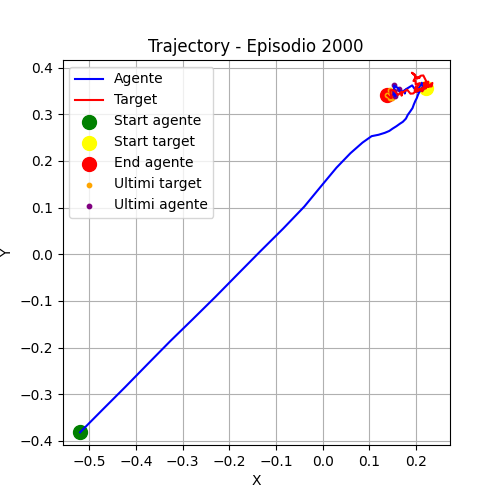 Trajectory - Episodio 2000
Agente
Target
Start agente
Start target
End agente
Ultimi target
Ultimi agente
0.4
0.3
0.2
0.1
0.0
−0.1
−0.2
−0.3
−0.4
Y
−0.5
−0.4
−0.3
−0.2
−0.1
0.0
0.1
0.2
X